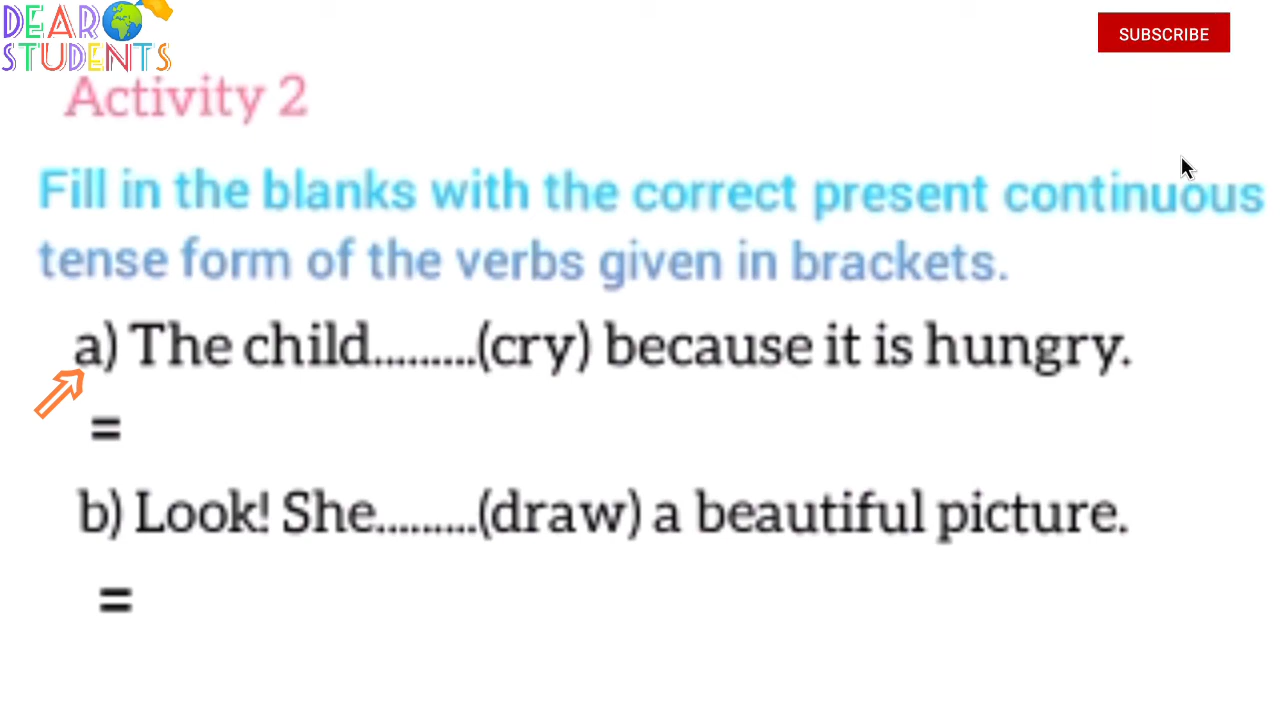 DEAR
STUDENTS
SUBSCRIBE
Activity 2
Fill in the blanks with the correct present continuous
tense form of the verbs given in brackets.
a) The child.........(cry) because it is hungry.
=
b) Look! She.........(draw) a beautiful picture.
=